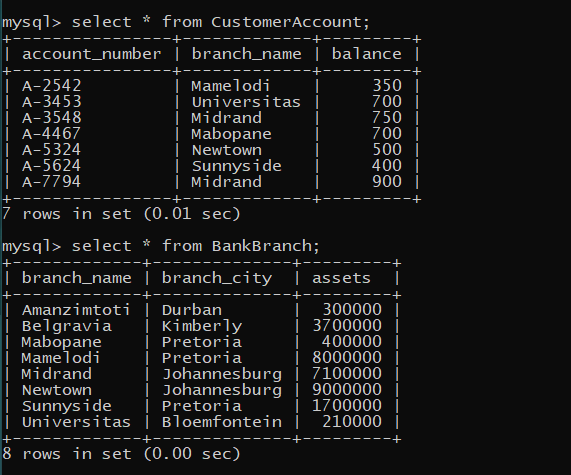 mysql> select * from CustomerAccount;
+----------------+-------------+---------+
| account_number | branch_name | balance |
+----------------+-------------+---------+
| A-2542         | Mamelodi    |     350 |
| A-3453         | Universitas |     700 |
| A-3548         | Midrand     |     750 |
| A-4467         | Mabopane    |     700 |
| A-5324         | Newtown     |     500 |
| A-5624         | Sunnyside   |     400 |
| A-7794         | Midrand     |     900 |
+----------------+-------------+---------+
7 rows in set (0.01 sec)
mysql> select * from BankBranch;
+-------------+--------------+---------+
| branch_name | branch_city  | assets  |
+-------------+--------------+---------+
| Amanzimtoti | Durban       |  300000 |
| Belgravia   | Kimberly     | 3700000 |
| Mabopane    | Pretoria     |  400000 |
| Mamelodi    | Pretoria     | 8000000 |
| Midrand     | Johannesburg | 7100000 |
| Newtown     | Johannesburg | 9000000 |
| Sunnyside   | Pretoria     | 1700000 |
| Universitas | Bloemfontein |  210000 |
+-------------+--------------+---------+
8 rows in set (0.00 sec)